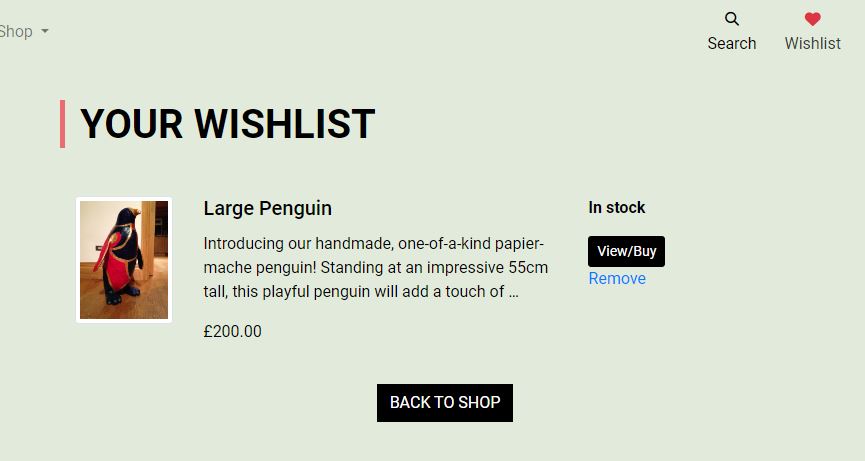 Shop
Search
Wishlist
YOUR WISHLIST
Large Penguin
In stock
Introducing our handmade, one-of-a-kind papier-
mache penguin! Standing at an impressive 55cm
tall, this playful penguin will add a touch of ...
View/Buy
Remove
£200.00
BACK TO SHOP